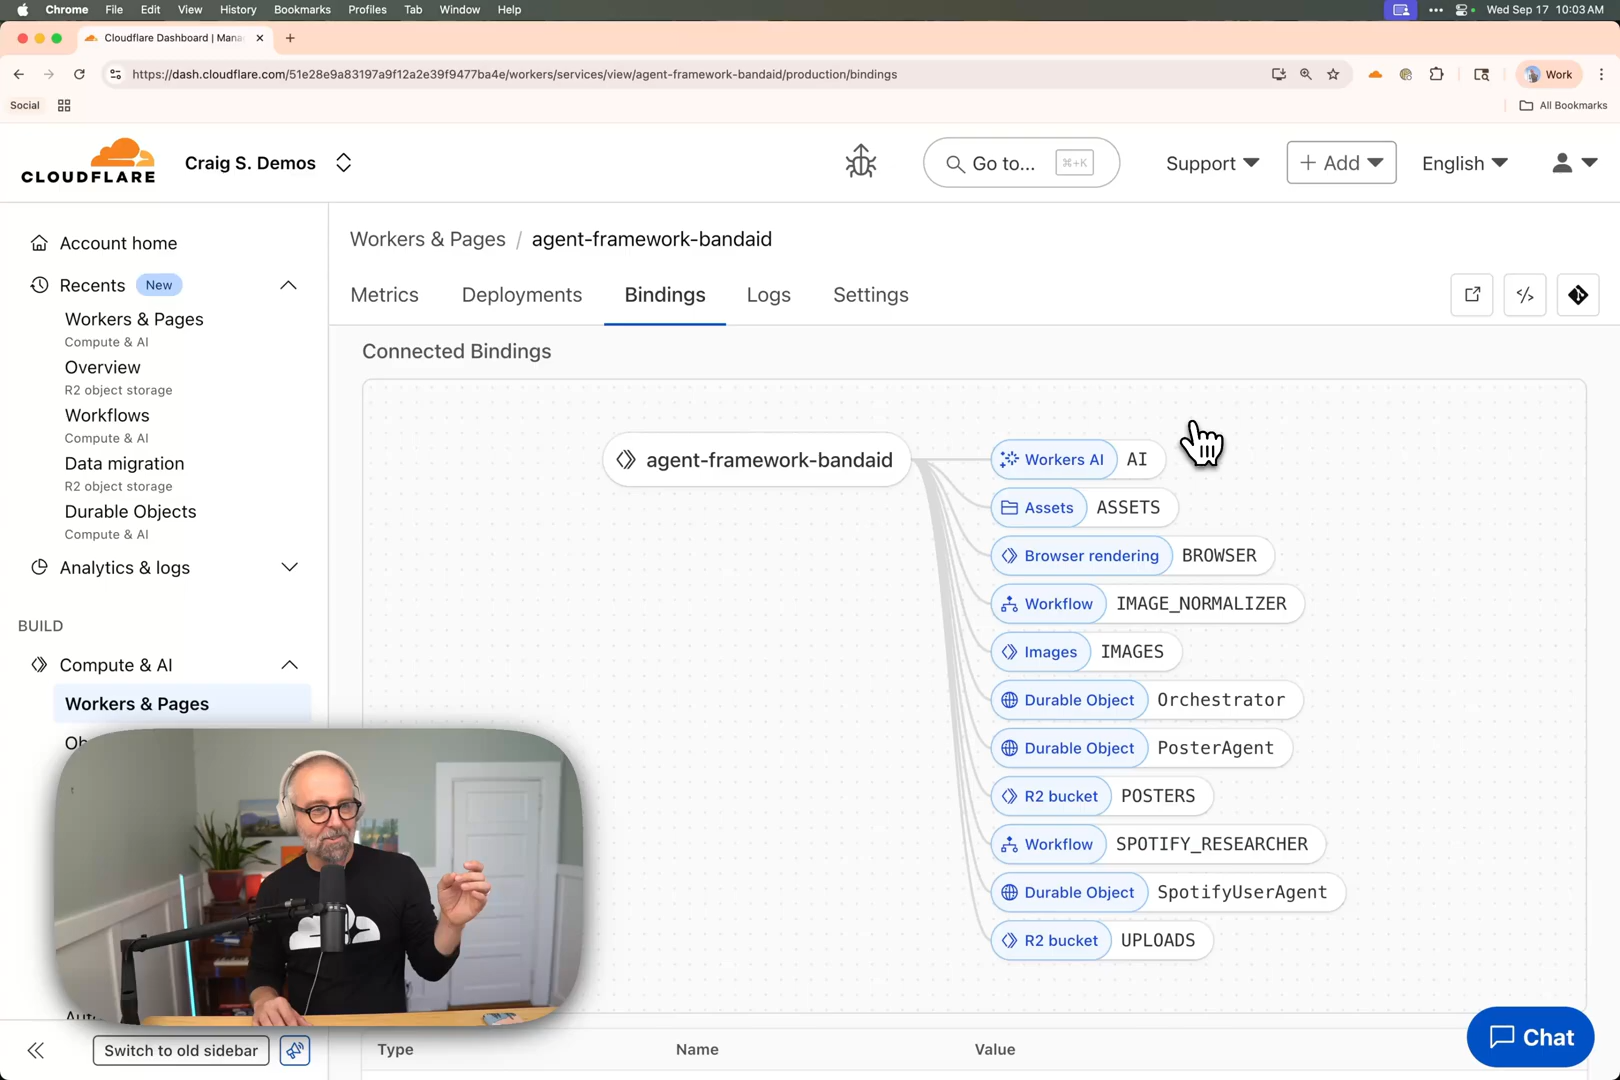 Chrome File Edit View History Bookmarks Profiles Tab Window Help Wed Sep 17 10:03 AM
Cloudflare Dashboard | Mana
https://dash.cloudflare.com/51e28e9a83197a9f12a2e39f9477ba4e/workers/services/view/agent-framework-bandaid/production/bindings
Work
Social
All Bookmarks
CLOUDFLARE
Craig S. Demos
Go to... ⌘+K
Support
+ Add
English
Account home
Recents New
Workers & Pages
Compute & AI
Overview
R2 object storage
Workflows
Compute & AI
Data migration
R2 object storage
Durable Objects
Compute & AI
Analytics & logs
BUILD
Compute & AI
Workers & Pages
Switch to old sidebar
Workers & Pages / agent-framework-bandaid
Metrics Deployments Bindings Logs Settings
Connected Bindings
agent-framework-bandaid
Workers AI AI
Assets ASSETS
Browser rendering BROWSER
Workflow IMAGE_NORMALIZER
Images IMAGES
Durable Object Orchestrator
Durable Object PosterAgent
R2 bucket POSTERS
Workflow SPOTIFY_RESEARCHER
Durable Object SpotifyUserAgent
R2 bucket UPLOADS
Type Name Value
Chat